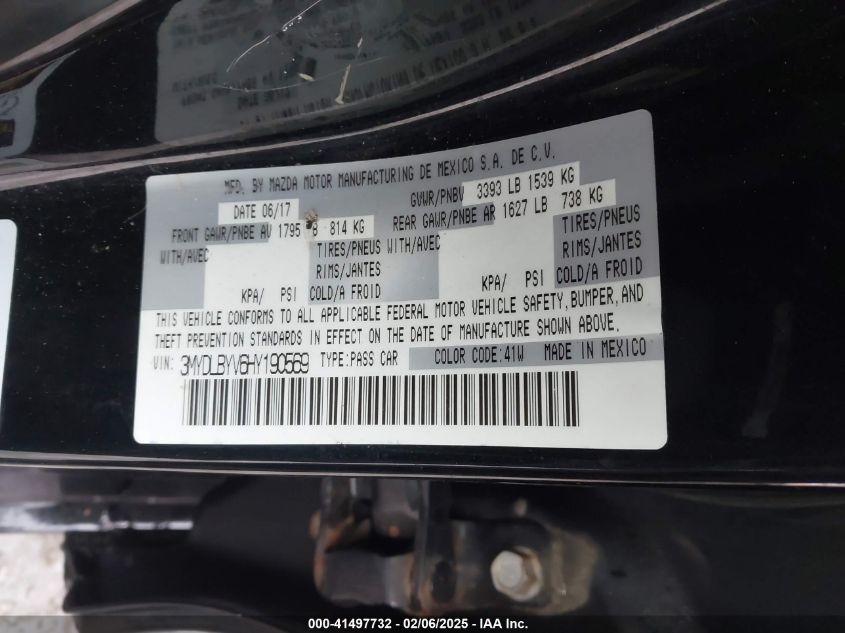 MFD. BY MAZDA MOTOR MANUFACTURING DE MEXICO S.A. DE C.V.
DATE 06/17 GVWR/PNBV 3393 LB 1539 KG
FRONT GAWR/PNBE AV 1795 B 814 KG REAR GAWR/PNBE AR 1627 LB 738 KG
WITH/AVEC TIRES/PNEUS WITH/AVEC TIRES/PNEUS
RIMS/JANTES RIMS/JANTES
KPA/ PSI COLD/A FROID KPA/ PSI COLD/A FROID
THIS VEHICLE CONFORMS TO ALL APPLICABLE FEDERAL MOTOR VEHICLE SAFETY, BUMPER, AND
THEFT PREVENTION STANDARDS IN EFFECT ON THE DATE OF MANUFACTURE SHOWN ABOVE.
VIN: 3MYDLBYV6HY190569 TYPE:PASS CAR COLOR CODE:41W MADE IN MEXICO
000-41497732 - 02/06/2025 - IAA Inc.